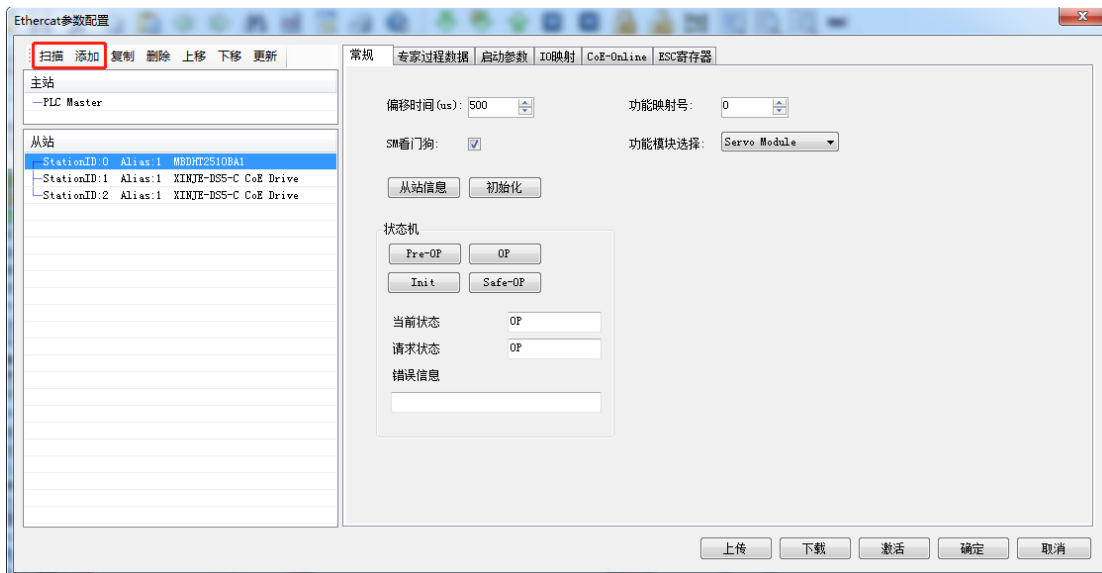 Ethercat参数配置
扫描 添加 复制 删除 上移 下移 更新
主站
PLC Master
从站
StationID:0 Alias:1 MBDHT2510BA1
StationID:1 Alias:1 XINJE-DS5-C CoE Drive
StationID:2 Alias:1 XINJE-DS5-C CoE Drive
常规 专家过程数据 启动参数 IO映射 CoE-Online ESC寄存器
偏移时间(us): 500 功能映射号: 0
SM看门狗: 功能模块选择: Servo Module
从站信息 初始化
状态机
Pre-OP OP
Init Safe-OP
当前状态 OP
请求状态 OP
错误信息
上传 下载 激活 确定 取消